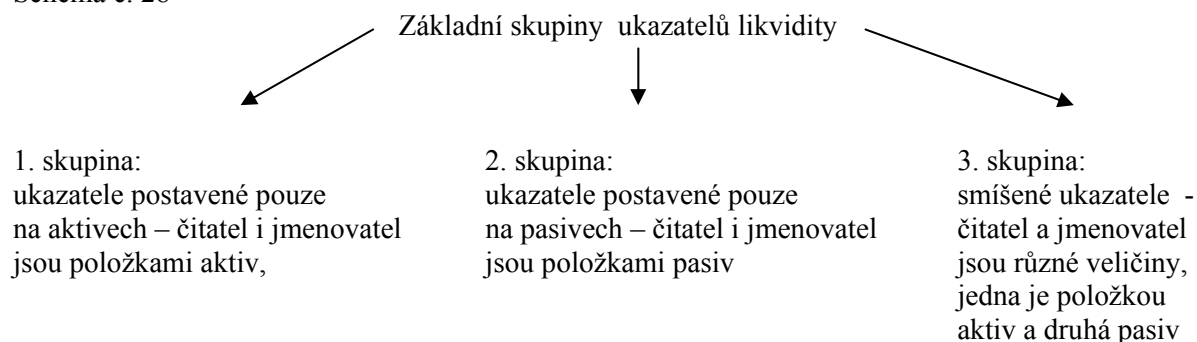 Schéma č. 26
Základní skupiny ukazatelů likvidity
1. skupina:
ukazatele postavené pouze
na aktivech – čitatel i jmenovatel
jsou položkami aktiv,
2. skupina:
ukazatele postavené pouze
na pasivech – čitatel i jmenovatel
jsou položkami pasiv
3. skupina:
smíšené ukazatele -
čitatel a jmenovatel
jsou různé veličiny,
jedna je položkou
aktiv a druhá pasiv